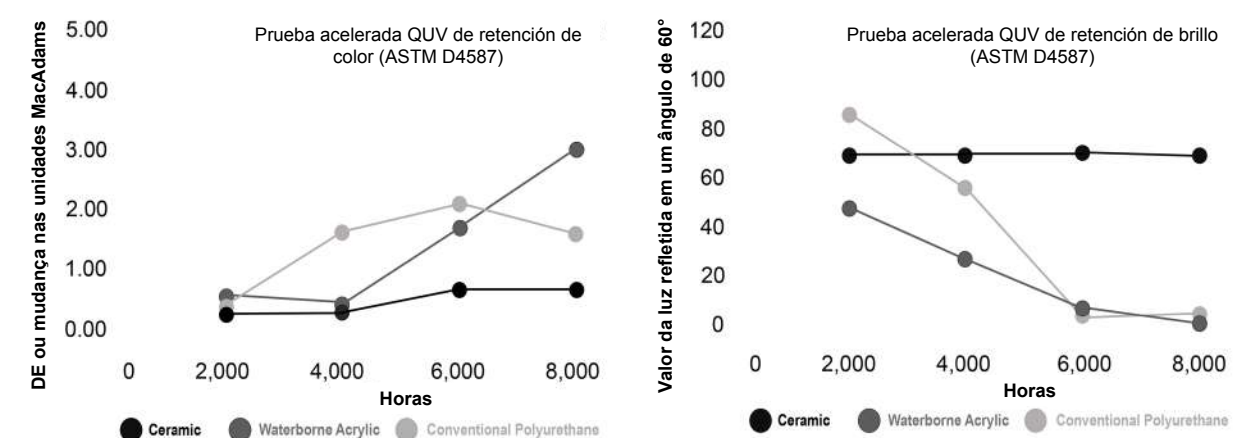 DE ou mudança nas unidades MacAdams
5.00
4.00
3.00
2.00
1.00
0.00
Prueba acelerada QUV de retención de
color (ASTM D4587)
0 2,000 4,000 6,000 8,000
Horas
Ceramic Waterborne Acrylic Conventional Polyurethane
Valor da luz refletida em um ângulo de 60°
120
100
80
60
40
20
0
Prueba acelerada QUV de retención de brillo
(ASTM D4587)
0 2,000 4,000 6,000 8,000
Horas
Ceramic Waterborne Acrylic Conventional Polyurethane